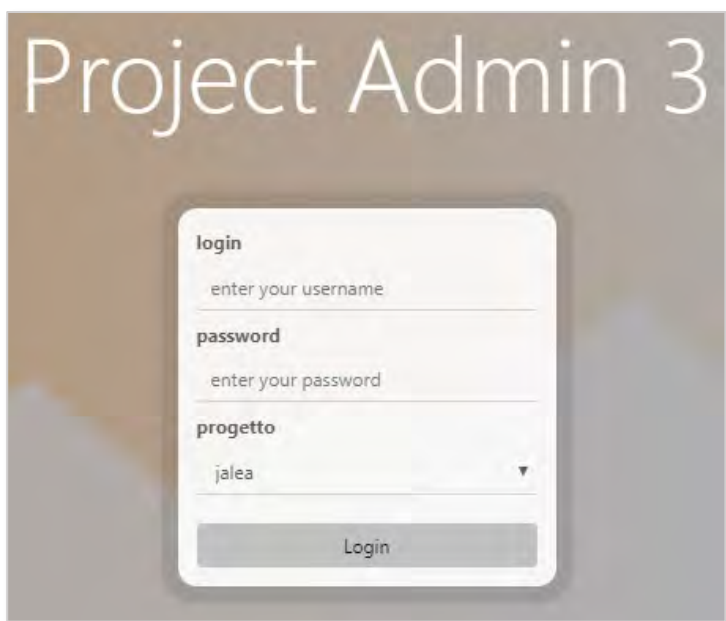 Project Admin 3
login
enter your username
password
enter your password
progetto
jalea
Login